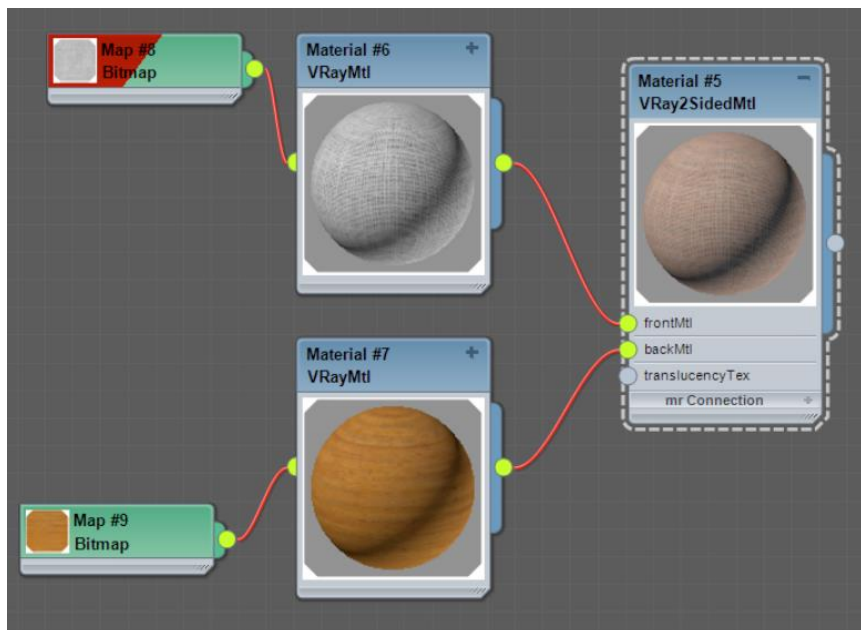 Map #8
Bitmap
Material #6
VRayMtl
Material #5
VRay2SidedMtl
frontMtl
backMtl
translucencyTex
mr Connection
Material #7
VRayMtl
Map #9
Bitmap